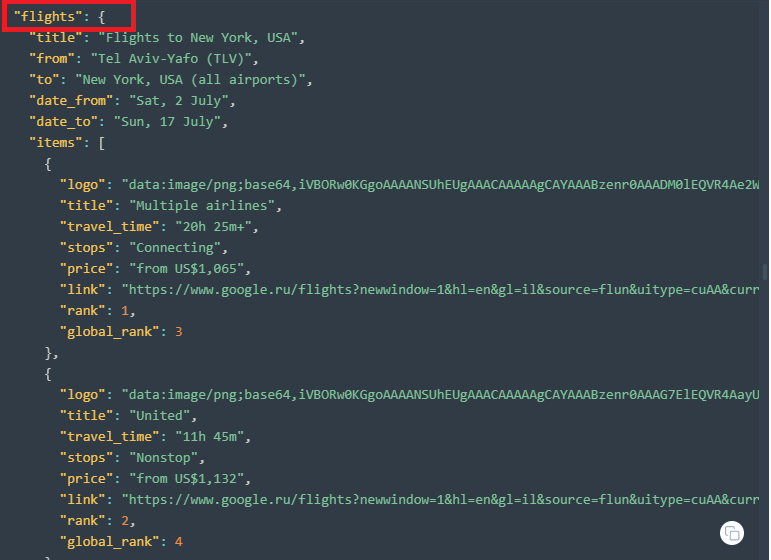 "flights": {
"title": "Flights to New York, USA",
"from": "Tel Aviv-Yafo (TLV)",
"to": "New York, USA (all airports)",
"date_from": "Sat, 2 July",
"date_to": "Sun, 17 July",
"items": [
{
"logo": "data:image/png;base64,iVBORw0KGgoAAAANSUhEUgAAACAAAAAgCAYAAABzenr0AAADM0lEQVR4Ae2W
"title": "Multiple airlines",
"travel_time": "20h 25m+",
"stops": "Connecting",
"price": "from US$1,065",
"link": "https://www.google.ru/flights?newwindow=1&hl=en&gl=il&source=flun&uitype=cuAA&curr
"rank": 1,
"global_rank": 3
},
{
"logo": "data:image/png;base64,iVBORw0KGgoAAAANSUhEUgAAACAAAAAgCAYAAABzenr0AAAG7ElEQVR4AayU
"title": "United",
"travel_time": "11h 45m",
"stops": "Nonstop",
"price": "from US$1,132",
"link": "https://www.google.ru/flights?newwindow=1&hl=en&gl=il&source=flun&uitype=cuAA&curr
"rank": 2,
"global_rank": 4